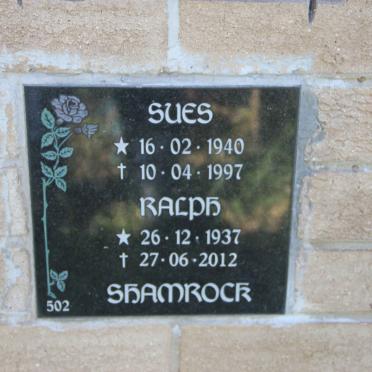 SUES
★ 16·02·1940
† 10·04·1997
RALPH
★ 26·12·1937
† 27·06·2012
SHAMROCK
502